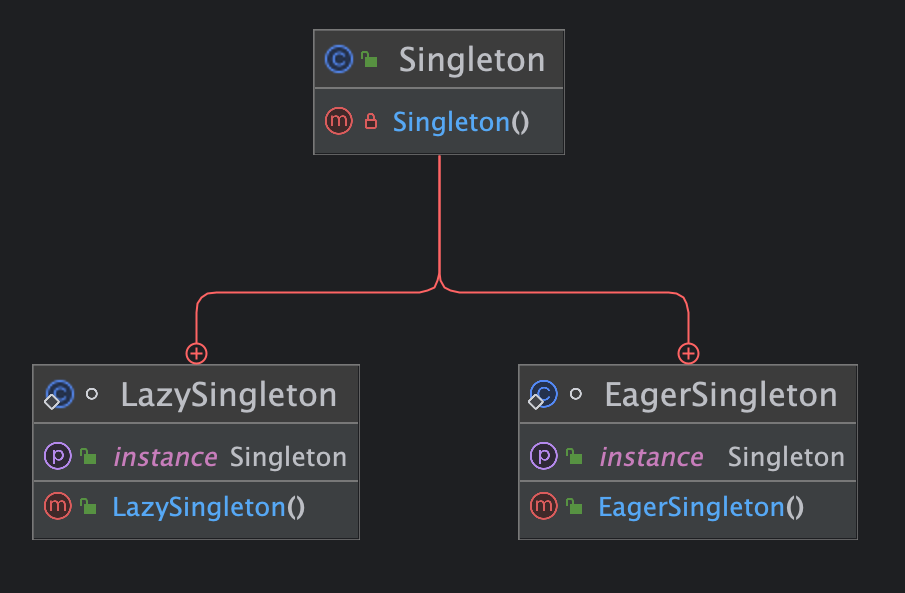 Singleton
Singleton()
LazySingleton
instance Singleton
LazySingleton()
EagerSingleton
instance Singleton
EagerSingleton()